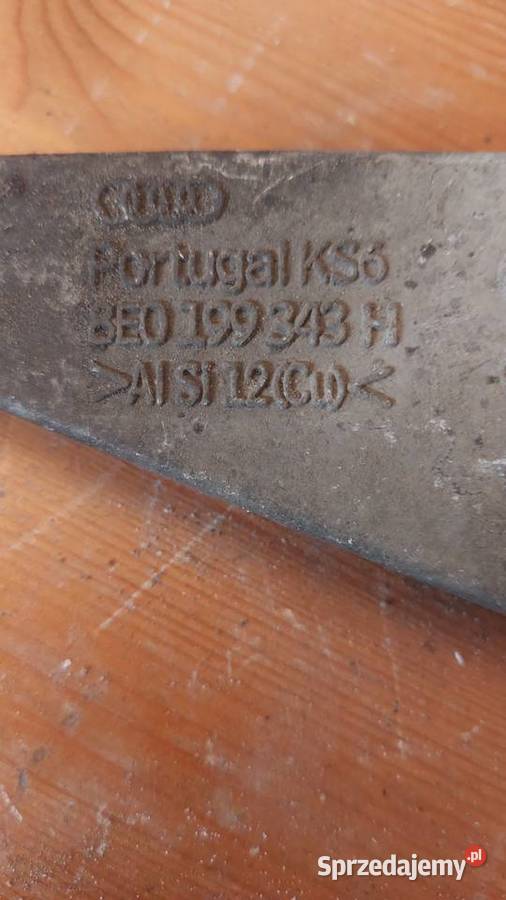 Portugal KS6
8E0 199 343 H
>Al Si 12(Cu)<
Sprzedajemy.pl